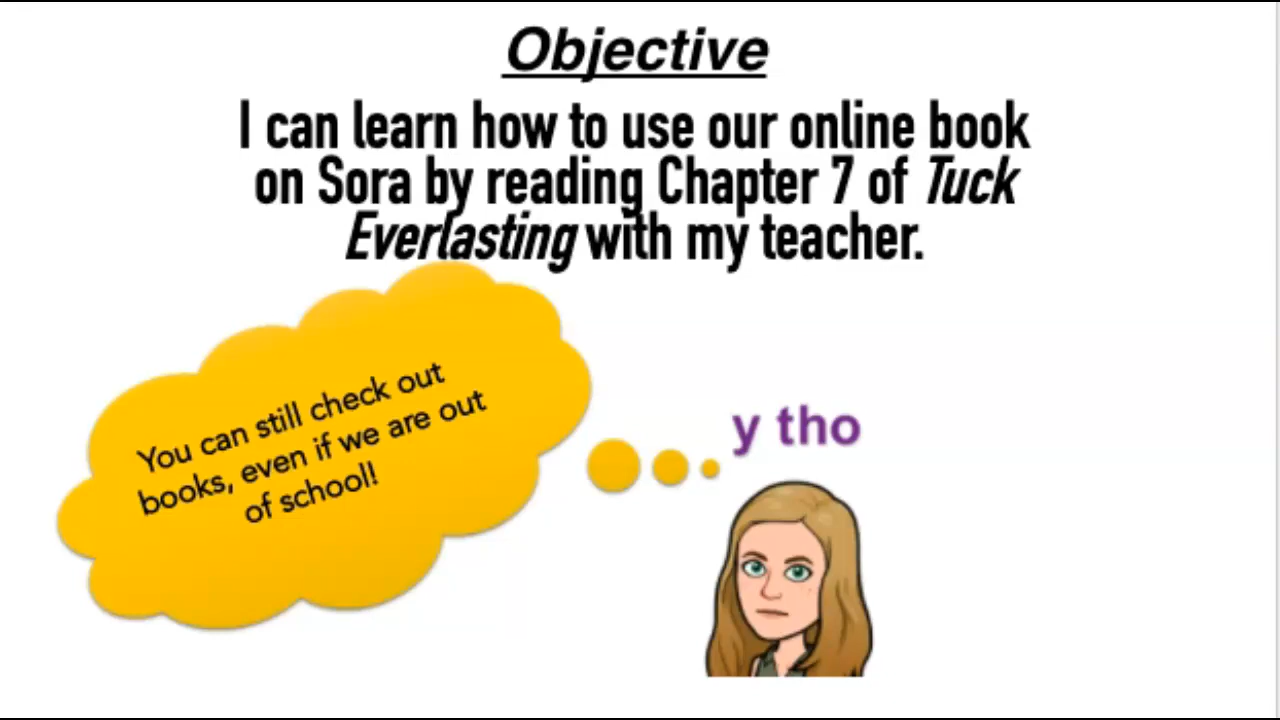 Objective
I can learn how to use our online book
on Sora by reading Chapter 7 of Tuck
Everlasting with my teacher.
You can still check out
books, even if we are out
of school!
y tho